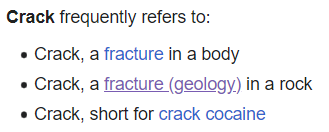 Crack frequently refers to:
• Crack, a fracture in a body
• Crack, a fracture (geology) in a rock
• Crack, short for crack cocaine